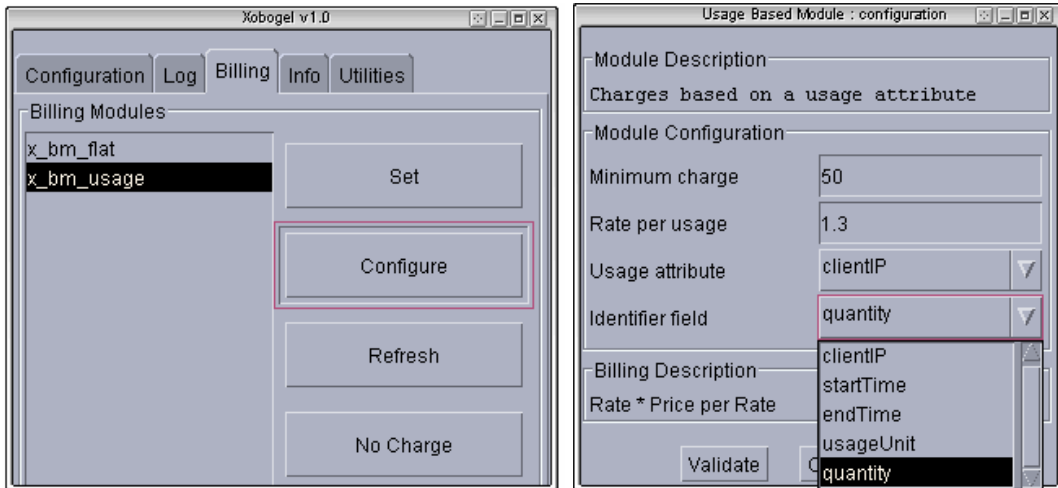 Xobogel v1.0
Configuration Log Billing Info Utilities
Billing Modules
x_bm_flat
x_bm_usage
Set
Configure
Refresh
No Charge
Usage Based Module : configuration
Module Description
Charges based on a usage attribute
Module Configuration
Minimum charge 50
Rate per usage 1.3
Usage attribute clientIP
Identifier field quantity
clientIP
startTime
endTime
usageUnit
quantity
Billing Description
Rate * Price per Rate
Validate